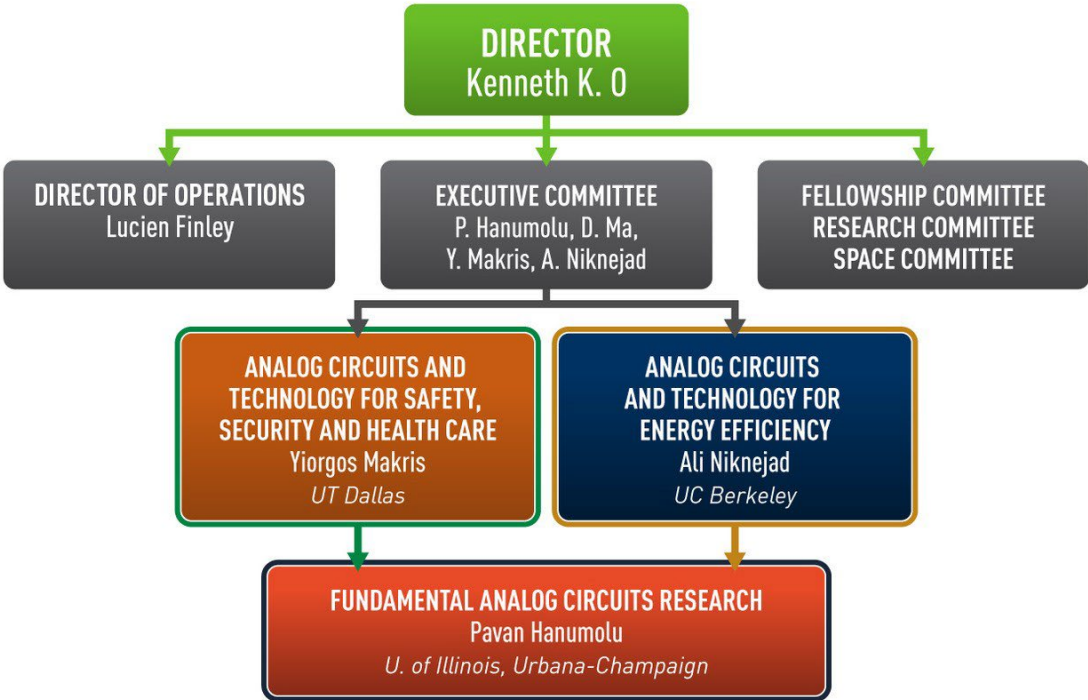 DIRECTOR
Kenneth K. O
DIRECTOR OF OPERATIONS
Lucien Finley
EXECUTIVE COMMITTEE
P. Hanumolu, D. Ma,
Y. Makris, A. Niknejad
FELLOWSHIP COMMITTEE
RESEARCH COMMITTEE
SPACE COMMITTEE
ANALOG CIRCUITS AND
TECHNOLOGY FOR SAFETY,
SECURITY AND HEALTH CARE
Yiorgos Makris
UT Dallas
ANALOG CIRCUITS
AND TECHNOLOGY FOR
ENERGY EFFICIENCY
Ali Niknejad
UC Berkeley
FUNDAMENTAL ANALOG CIRCUITS RESEARCH
Pavan Hanumolu
U. of Illinois, Urbana-Champaign